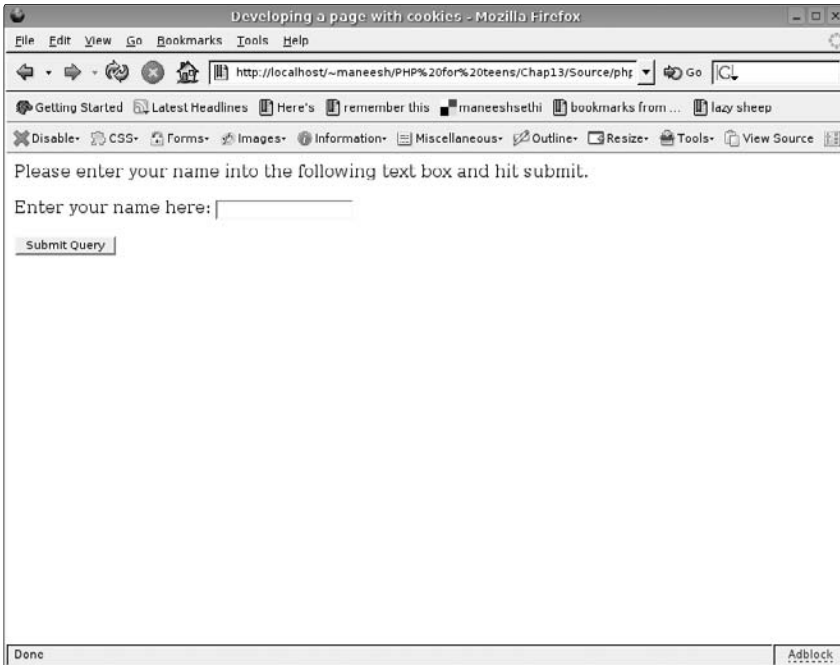 Developing a page with cookies - Mozilla Firefox
File Edit View Go Bookmarks Tools Help
http://localhost/~maneesh/PHP%20for%20teens/Chap13/Source/php Go
Getting Started Latest Headlines Here's remember this maneeshsethi bookmarks from ... lazy sheep
Disable CSS Forms Images Information Miscellaneous Outline Resize Tools View Source
Please enter your name into the following text box and hit submit.
Enter your name here:
Submit Query
Done Adblock